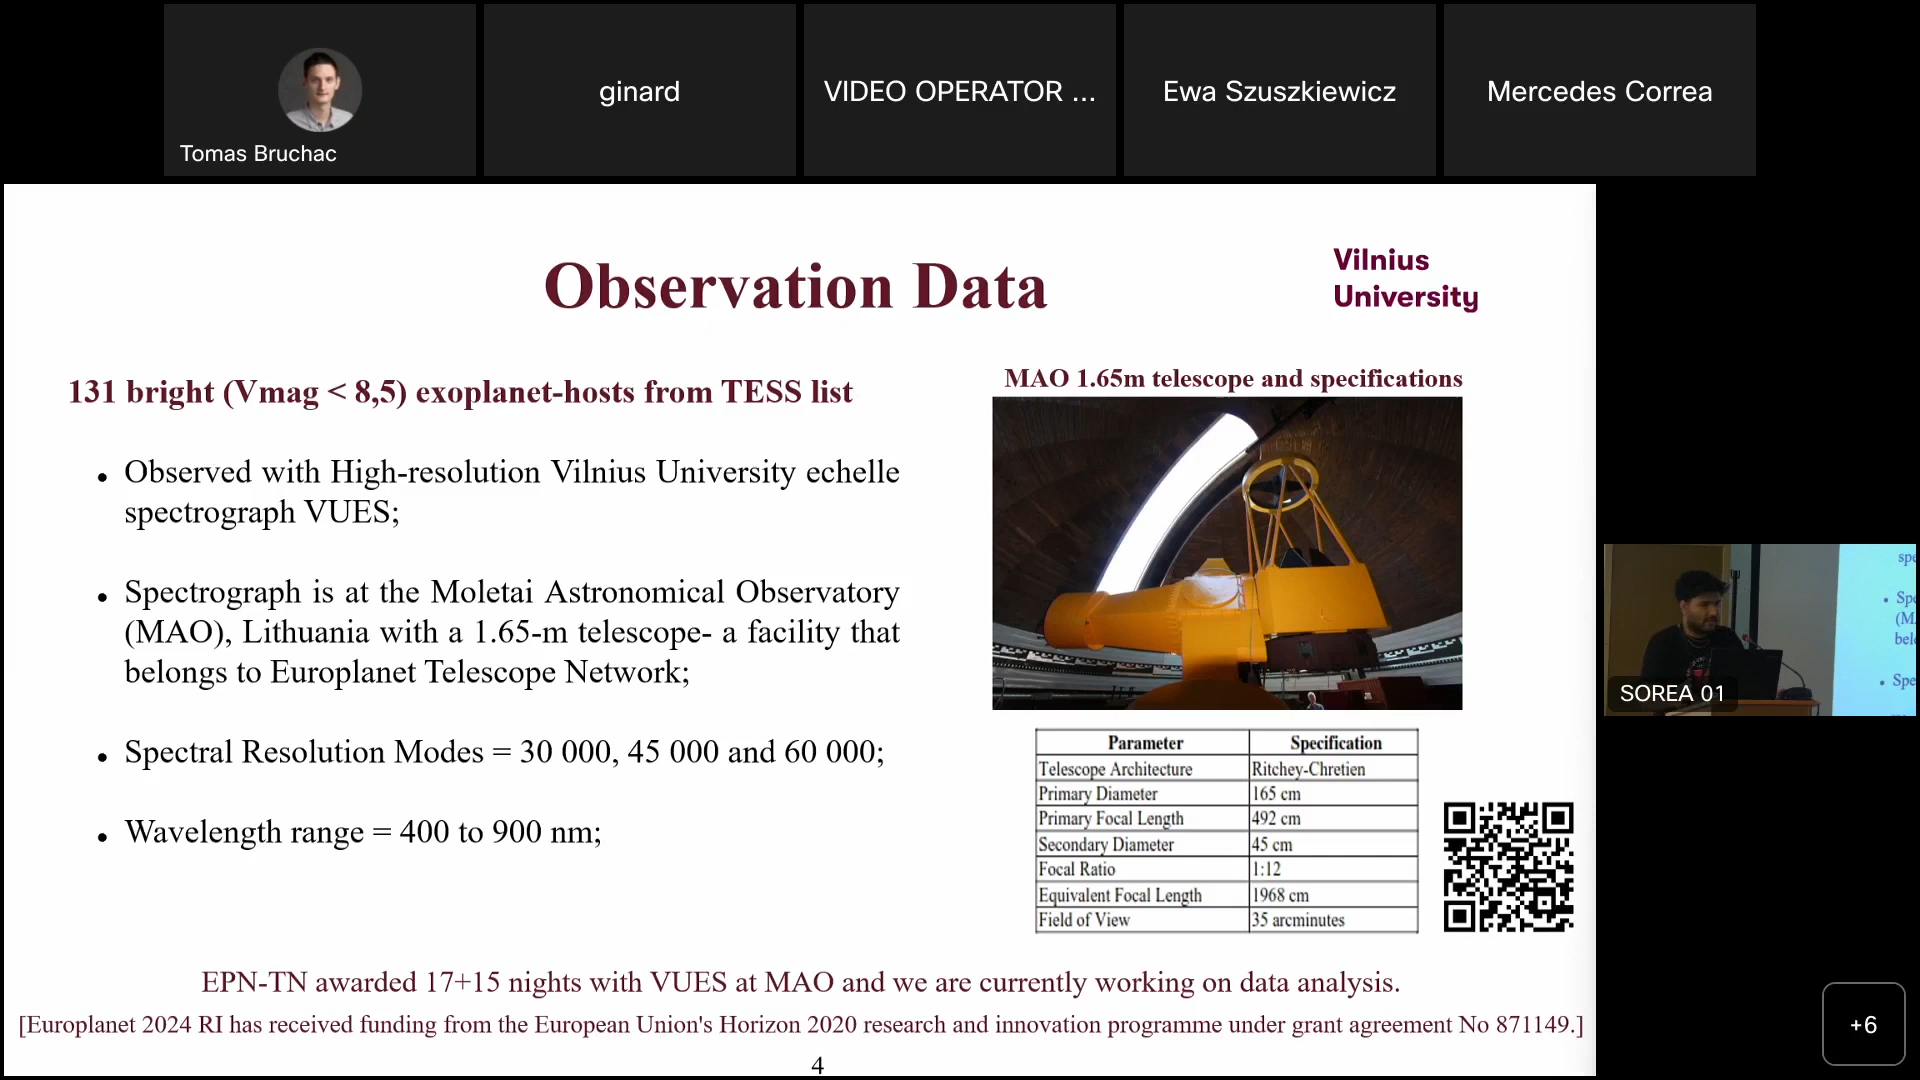 Tomas Bruchac
ginard
VIDEO OPERATOR ...
Ewa Szuszkiewicz
Mercedes Correa
Observation Data
Vilnius
University
131 bright (Vmag < 8,5) exoplanet-hosts from TESS list
• Observed with High-resolution Vilnius University echelle
spectrograph VUES;
• Spectrograph is at the Moletai Astronomical Observatory
(MAO), Lithuania with a 1.65-m telescope- a facility that
belongs to Europlanet Telescope Network;
• Spectral Resolution Modes = 30 000, 45 000 and 60 000;
• Wavelength range = 400 to 900 nm;
MAO 1.65m telescope and specifications
Parameter Specification
Telescope Architecture Ritchey-Chretien
Primary Diameter 165 cm
Primary Focal Length 492 cm
Secondary Diameter 45 cm
Focal Ratio 1:12
Equivalent Focal Length 1968 cm
Field of View 35 arcminutes
EPN-TN awarded 17+15 nights with VUES at MAO and we are currently working on data analysis.
[Europlanet 2024 RI has received funding from the European Union's Horizon 2020 research and innovation programme under grant agreement No 871149.]
4
SOREA 01
+6